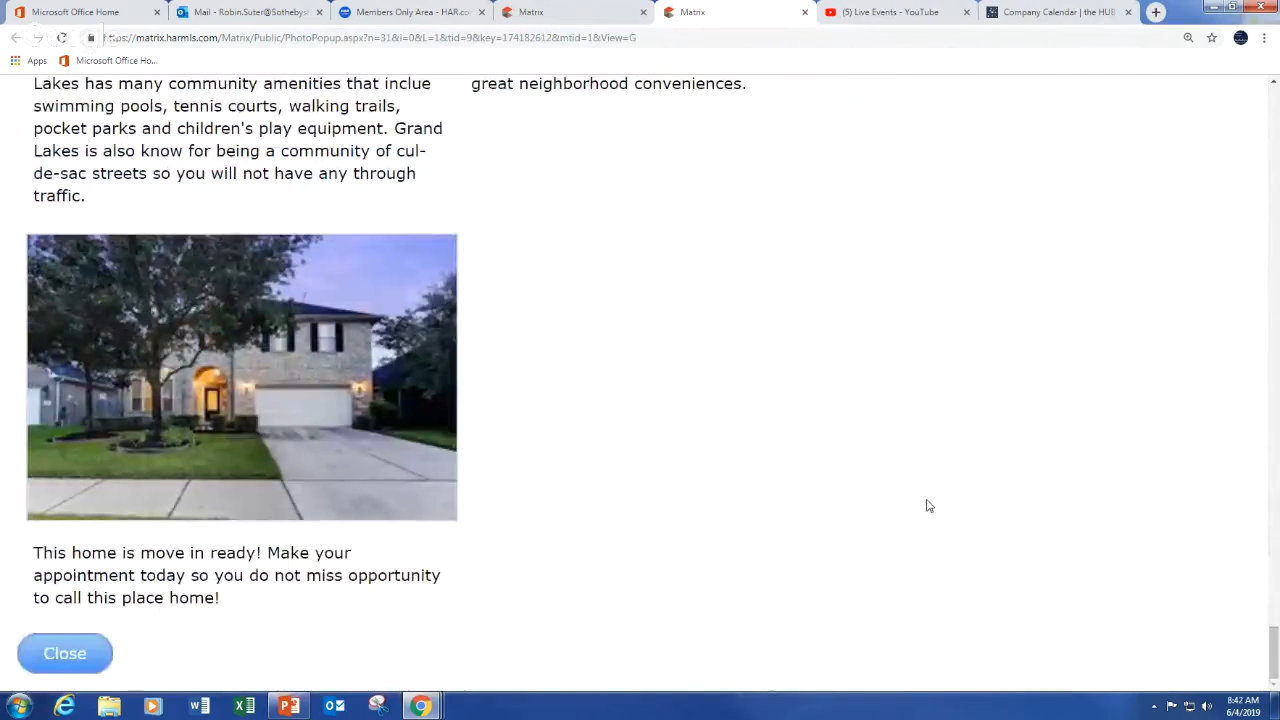 Microsoft Office Home
Mail - Robin.Suter@Sothebys
Members Only Area - HAR.com
Matrix
Matrix
(5) Live Events - YouTube
Company Calendar | the HUB
https://matrix.harmls.com/Matrix/Public/PhotoPopup.aspx?n=31&i=0&L=1&tid=9&key=174182612&mtid=1&View=G
Apps
Microsoft Office Ho...
Lakes has many community amenities that inclue
swimming pools, tennis courts, walking trails,
pocket parks and children's play equipment. Grand
Lakes is also know for being a community of cul-
de-sac streets so you will not have any through
traffic.
great neighborhood conveniences.
This home is move in ready! Make your
appointment today so you do not miss opportunity
to call this place home!
Close
8:42 AM
6/4/2019